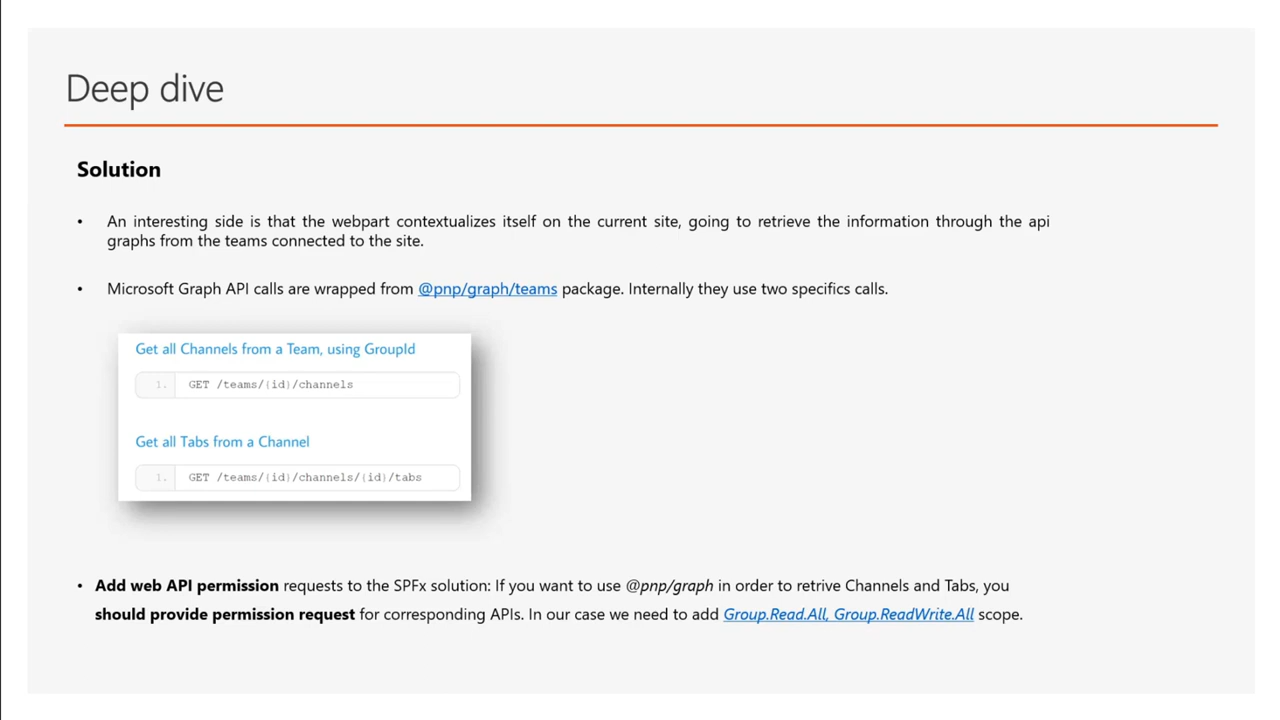 Deep dive
Solution
• An interesting side is that the webpart contextualizes itself on the current site, going to retrieve the information through the api
graphs from the teams connected to the site.
• Microsoft Graph API calls are wrapped from @pnp/graph/teams package. Internally they use two specifics calls.
Get all Channels from a Team, using GroupId
1. GET /teams/{id}/channels
Get all Tabs from a Channel
1. GET /teams/{id}/channels/{id}/tabs
• Add web API permission requests to the SPFx solution: If you want to use @pnp/graph in order to retrive Channels and Tabs, you
should provide permission request for corresponding APIs. In our case we need to add Group.Read.All, Group.ReadWrite.All scope.